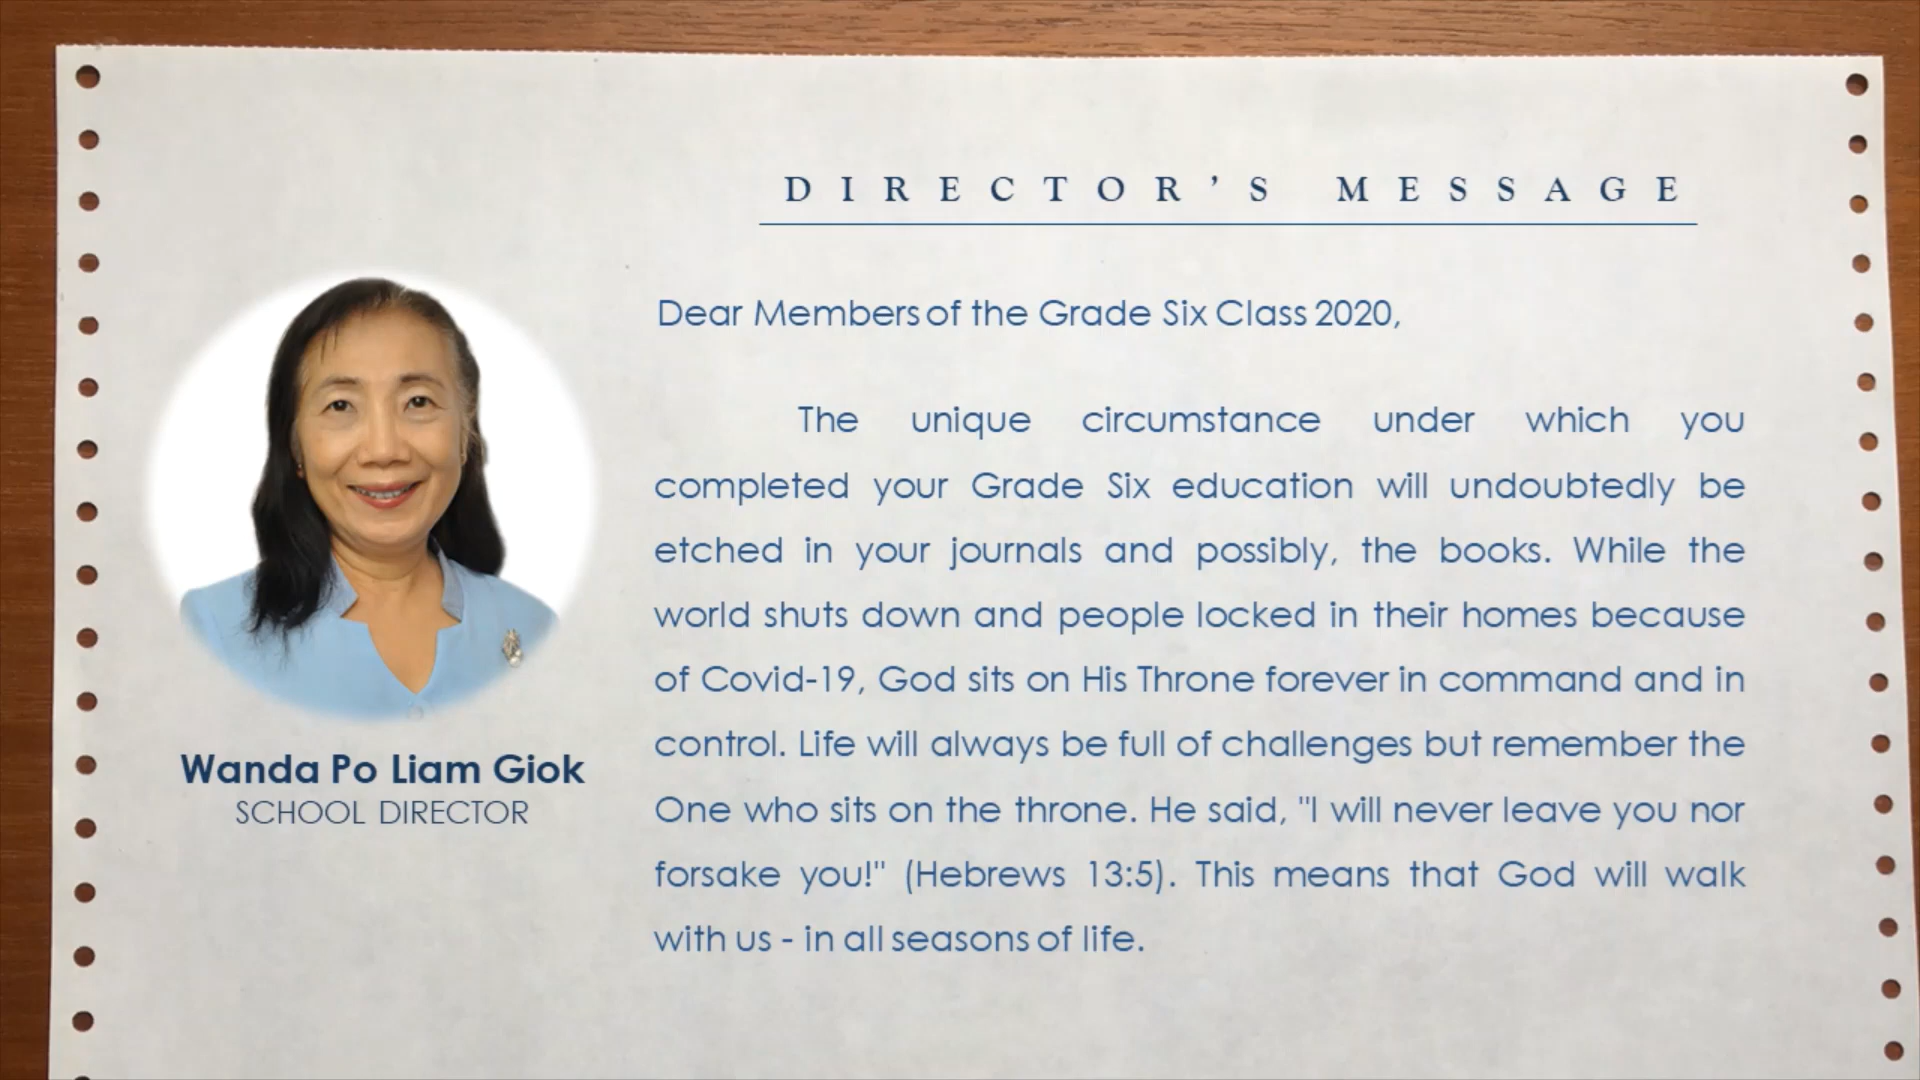 DIRECTOR'S MESSAGE
Dear Members of the Grade Six Class 2020,
The unique circumstance under which you
completed your Grade Six education will undoubtedly be
etched in your journals and possibly, the books. While the
world shuts down and people locked in their homes because
of Covid-19, God sits on His Throne forever in command and in
control. Life will always be full of challenges but remember the
One who sits on the throne. He said, "I will never leave you nor
forsake you!" (Hebrews 13:5). This means that God will walk
with us - in all seasons of life.
Wanda Po Liam Giok
SCHOOL DIRECTOR